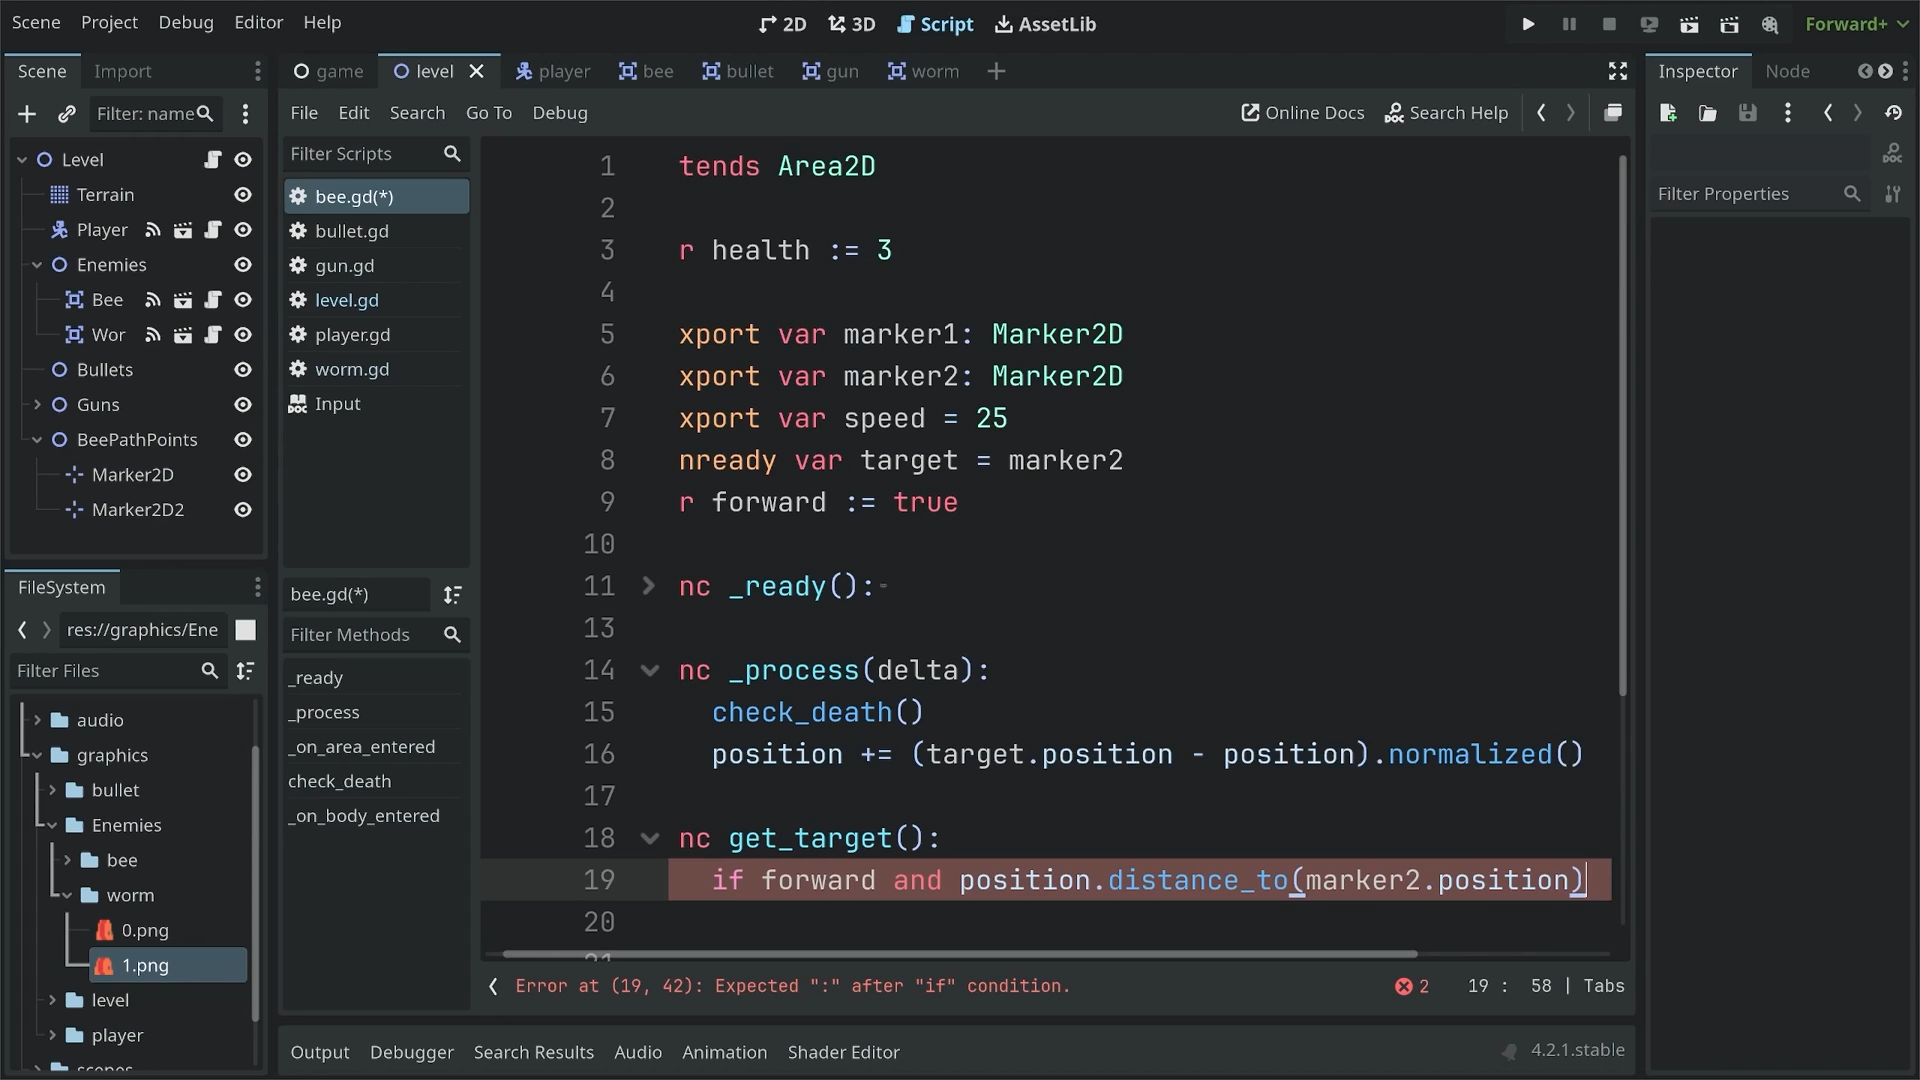 Scene Project Debug Editor Help
2D 3D Script AssetLib
Forward+
Scene Import
game level player bee bullet gun worm
Inspector Node
Filter: name
File Edit Search Go To Debug
Online Docs Search Help
Level
Terrain
Player
Enemies
Bee
Wor
Bullets
Guns
BeePathPoints
Marker2D
Marker2D2
FileSystem
res://graphics/Ene
Filter Files
audio
graphics
bullet
Enemies
bee
worm
0.png
1.png
level
player
scenes
Filter Scripts
bee.gd(*)
bullet.gd
gun.gd
level.gd
player.gd
worm.gd
Input
bee.gd(*)
Filter Methods
_ready
_process
_on_area_entered
check_death
_on_body_entered
1 tends Area2D
2
3 r health := 3
4
5 xport var marker1: Marker2D
6 xport var marker2: Marker2D
7 xport var speed = 25
8 nready var target = marker2
9 r forward := true
10
11 nc _ready():
13
14 nc _process(delta):
15 check_death()
16 position += (target.position - position).normalized()
17
18 nc get_target():
19 if forward and position.distance_to(marker2.position)
20
21
Error at (19, 42): Expected ":" after "if" condition.
2 19 : 58 | Tabs
Output Debugger Search Results Audio Animation Shader Editor
4.2.1.stable
Filter Properties